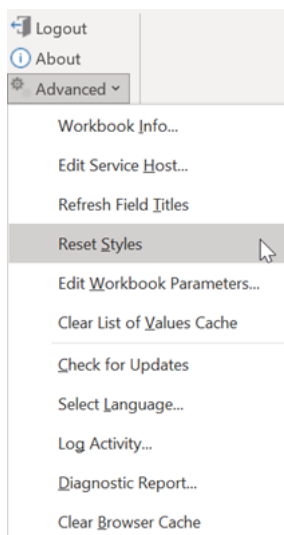 Logout
About
Advanced
Workbook Info...
Edit Service Host...
Refresh Field Titles
Reset Styles
Edit Workbook Parameters...
Clear List of Values Cache
Check for Updates
Select Language...
Log Activity...
Diagnostic Report...
Clear Browser Cache